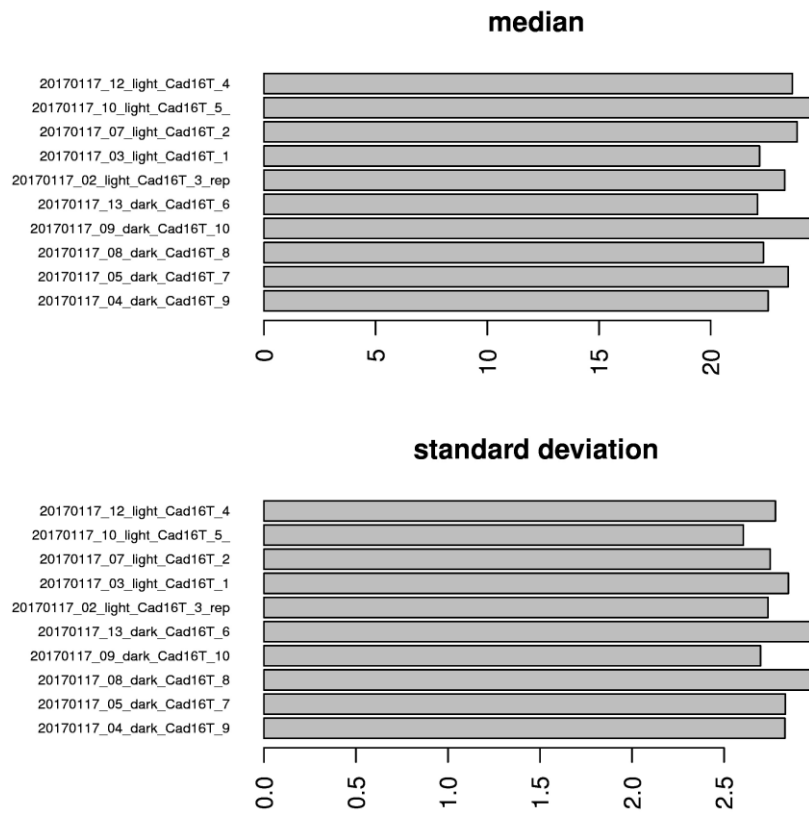 median
20170117_12_light_Cad16T_4
20170117_10_light_Cad16T_5_
20170117_07_light_Cad16T_2
20170117_03_light_Cad16T_1
20170117_02_light_Cad16T_3_rep
20170117_13_dark_Cad16T_6
20170117_09_dark_Cad16T_10
20170117_08_dark_Cad16T_8
20170117_05_dark_Cad16T_7
20170117_04_dark_Cad16T_9
0 5 10 15 20
standard deviation
20170117_12_light_Cad16T_4
20170117_10_light_Cad16T_5_
20170117_07_light_Cad16T_2
20170117_03_light_Cad16T_1
20170117_02_light_Cad16T_3_rep
20170117_13_dark_Cad16T_6
20170117_09_dark_Cad16T_10
20170117_08_dark_Cad16T_8
20170117_05_dark_Cad16T_7
20170117_04_dark_Cad16T_9
0.0 0.5 1.0 1.5 2.0 2.5